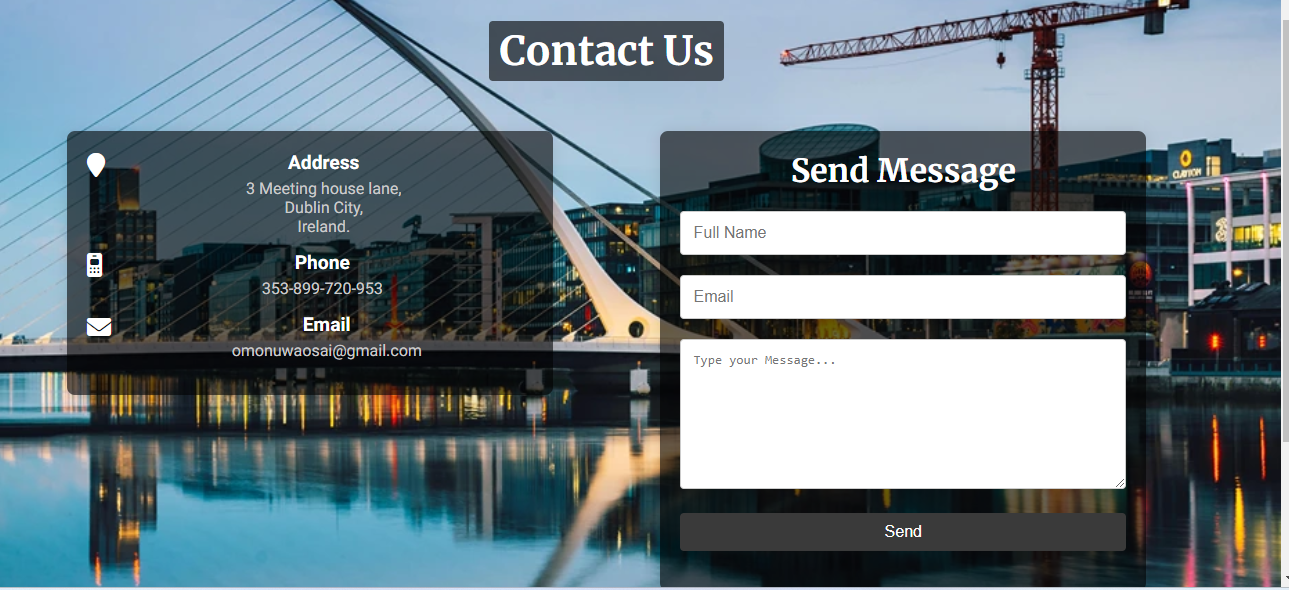 Contact Us
Address
3 Meeting house lane,
Dublin City,
Ireland.
Phone
353-899-720-953
Email
omonuwaosai@gmail.com
Send Message
Full Name
Email
Type your Message...
Send
CLAYTON